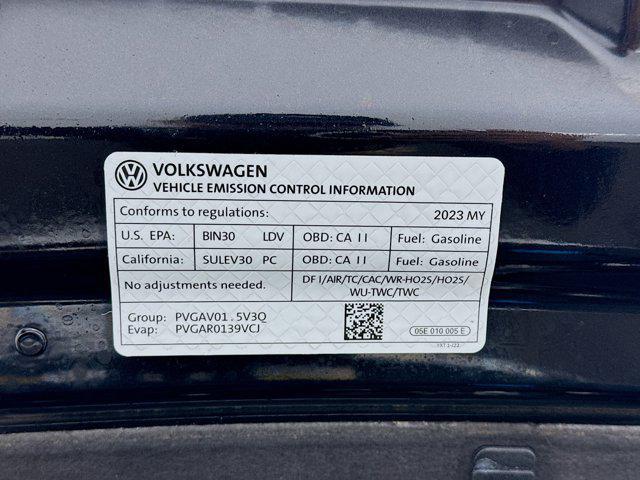 VOLKSWAGEN
VEHICLE EMISSION CONTROL INFORMATION
Conforms to regulations: 2023 MY
U.S. EPA: BIN30 LDV OBD: CA II Fuel: Gasoline
California: SULEV30 PC OBD: CA II Fuel: Gasoline
No adjustments needed. DF I/AIR/TC/CAC/WR-HO2S/HO2S/
WU-TWC/TWC
Group: PVGAV01.5V3Q
Evap: PVGAR0139VCJ
05E 010 005 E